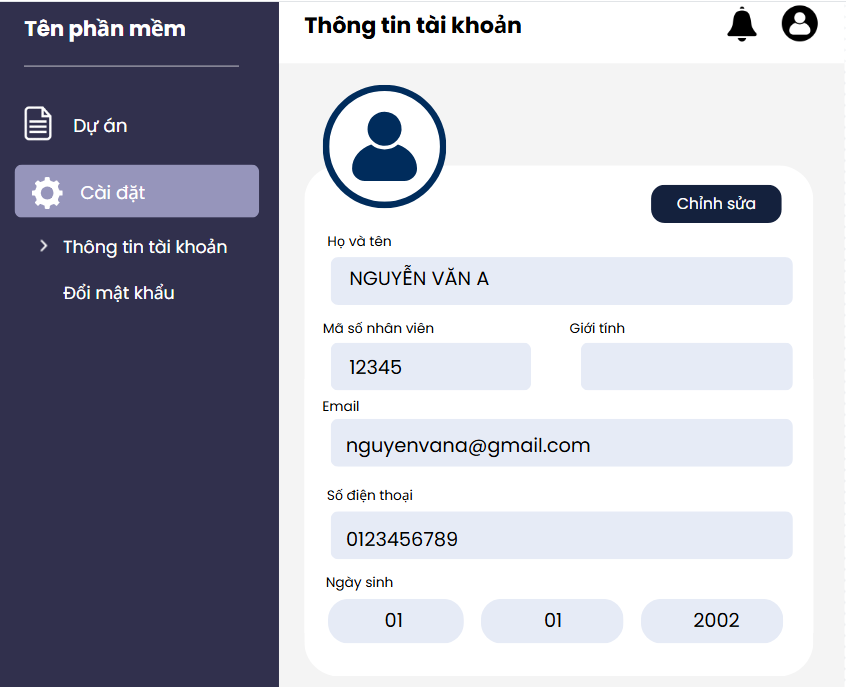 Tên phần mềm
Dự án
Cài đặt
Thông tin tài khoản
Đổi mật khẩu
Thông tin tài khoản
Chỉnh sửa
Họ và tên
NGUYỄN VĂN A
Mã số nhân viên
Giới tính
12345
Email
nguyenvana@gmail.com
Số điện thoại
0123456789
Ngày sinh
01 01 2002